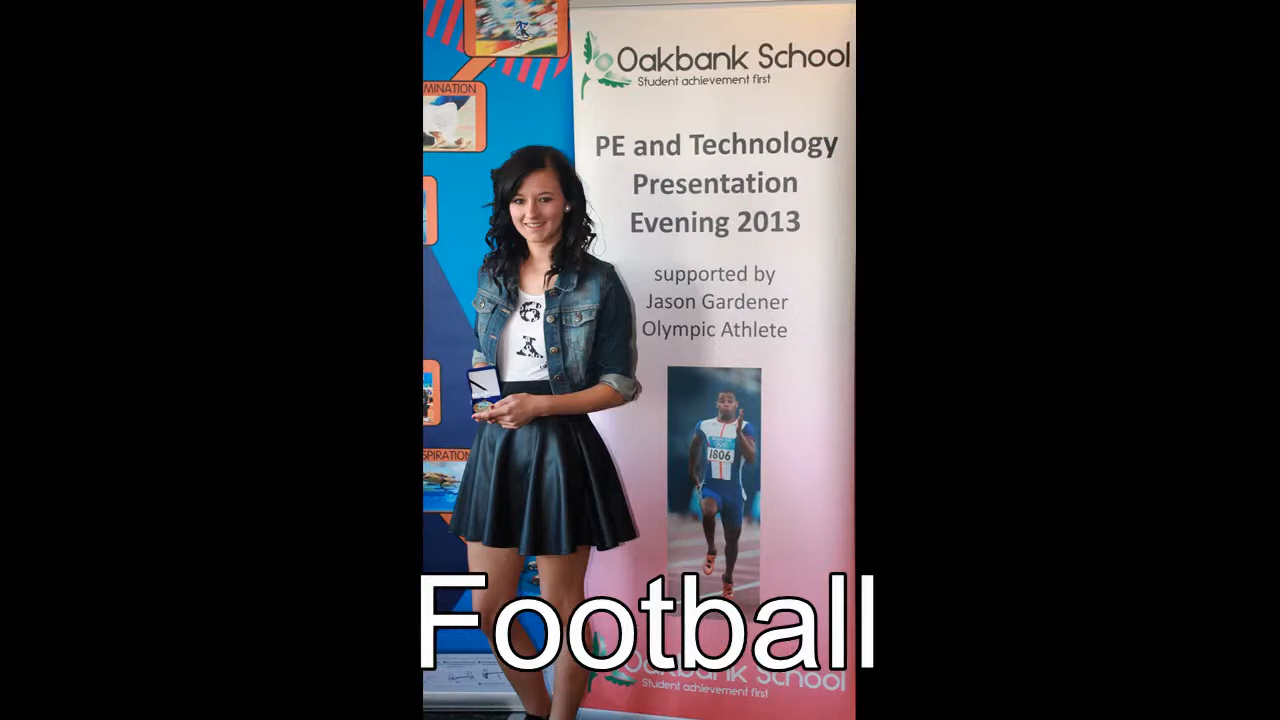 Oakbank School
Student achievement first
MINATION
PE and Technology
Presentation
Evening 2013
supported by
Jason Gardener
Olympic Athlete
6
1806
SPIRATION
Football
Oakbank School
Student achievement first